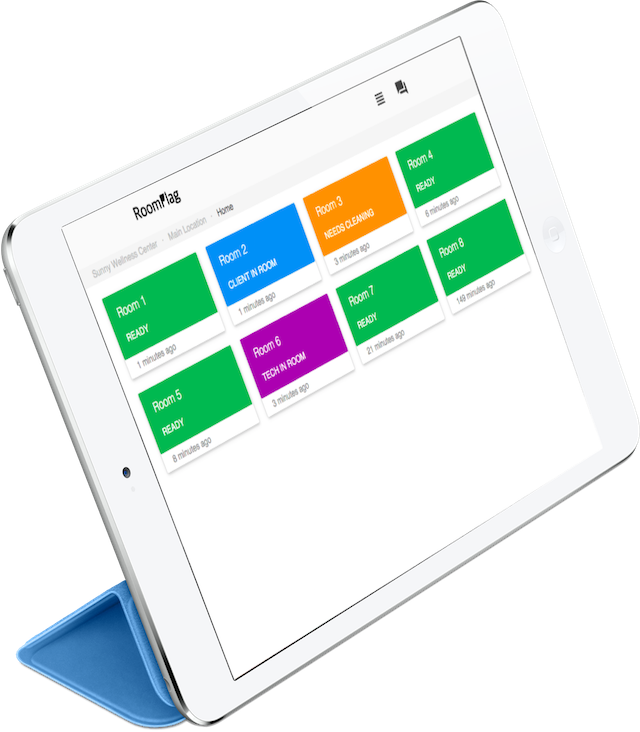 RoomFlag
Sunny Wellness Center · Main Location · Home
Room 1
READY
1 minutes ago
Room 2
CLIENT IN ROOM
1 minutes ago
Room 3
NEEDS CLEANING
3 minutes ago
Room 4
READY
6 minutes ago
Room 5
READY
8 minutes ago
Room 6
TECH IN ROOM
3 minutes ago
Room 7
READY
21 minutes ago
Room 8
READY
149 minutes ago